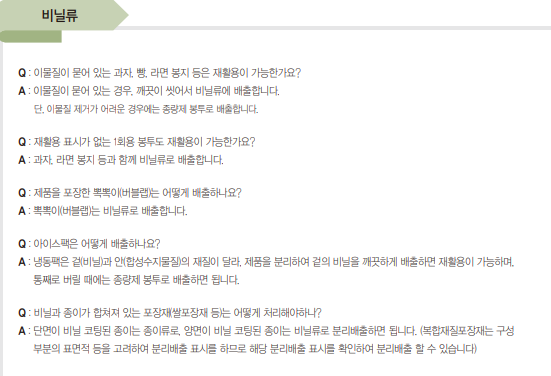 비닐류
Q : 이물질이 묻어 있는 과자, 빵, 라면 봉지 등은 재활용이 가능한가요?
A : 이물질이 묻어 있는 경우, 깨끗이 씻어서 비닐류에 배출합니다.
단, 이물질 제거가 어려운 경우에는 종량제 봉투로 배출합니다.
Q : 재활용 표시가 없는 1회용 봉투도 재활용이 가능한가요?
A : 과자, 라면 봉지 등과 함께 비닐류로 배출합니다.
Q : 제품을 포장한 뽁뽁이(버블랩)는 어떻게 배출하나요?
A : 뽁뽁이(버블랩)는 비닐류로 배출합니다.
Q : 아이스팩은 어떻게 배출하나요?
A : 냉동팩은 겉(비닐)과 안(합성수지물질)의 재질이 달라, 제품을 분리하여 겉의 비닐을 깨끗하게 배출하면 재활용이 가능하며,
통째로 버릴 때에는 종량제 봉투로 배출하면 됩니다.
Q : 비닐과 종이가 합쳐져 있는 포장재(쌀포장재 등)는 어떻게 처리해야하나?
A : 단면이 비닐 코팅된 종이는 종이류로, 양면이 비닐 코팅된 종이는 비닐류로 분리배출하면 됩니다. (복합재질포장재는 구성
부분의 표면적 등을 고려하여 분리배출 표시를 하므로 해당 분리배출 표시를 확인하여 분리배출 할 수 있습니다)